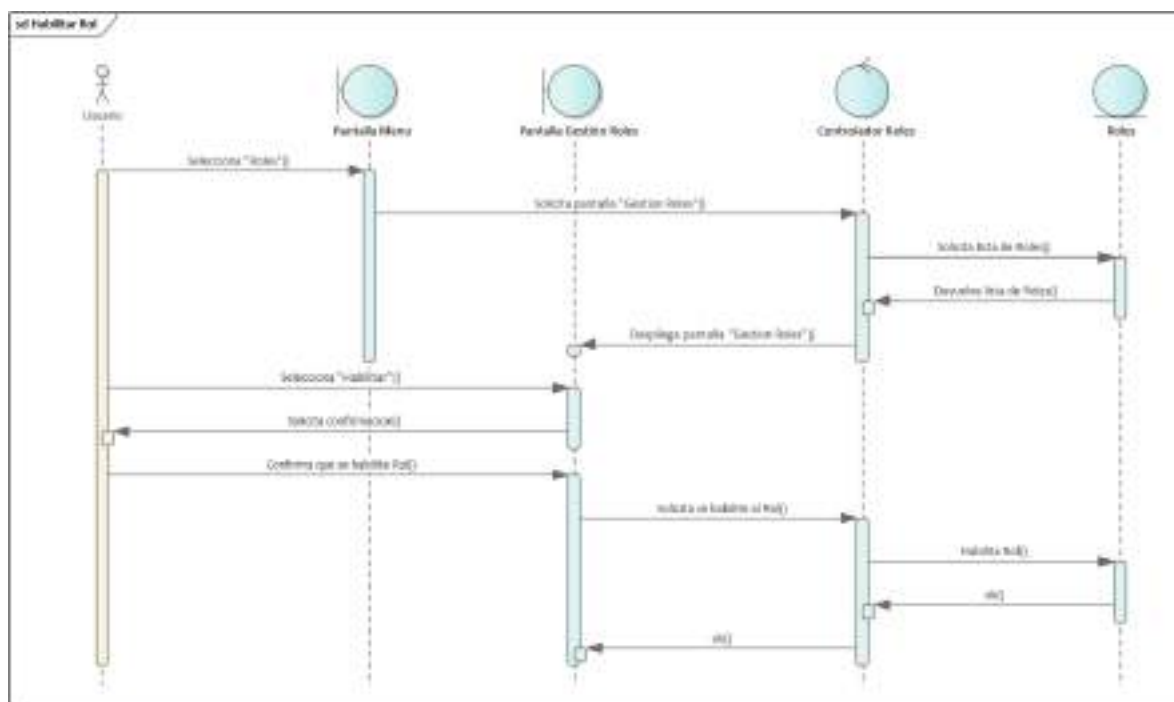 sd Habilitar Rol
Usuario
Pantalla Menu
Pantalla Gestión Roles
Controlador Roles
Roles
Selecciona "Roles"()
Solicita pantalla "Gestion Roles"()
Solicita lista de Roles()
Devuelve lista de Roles()
Despliega pantalla "Gestion Roles"()
Selecciona "Habilitar"()
Solicita confirmacion()
Confirma que se habilite Rol()
Solicita se habilite el Rol()
Habilita Rol()
ok()
ok()